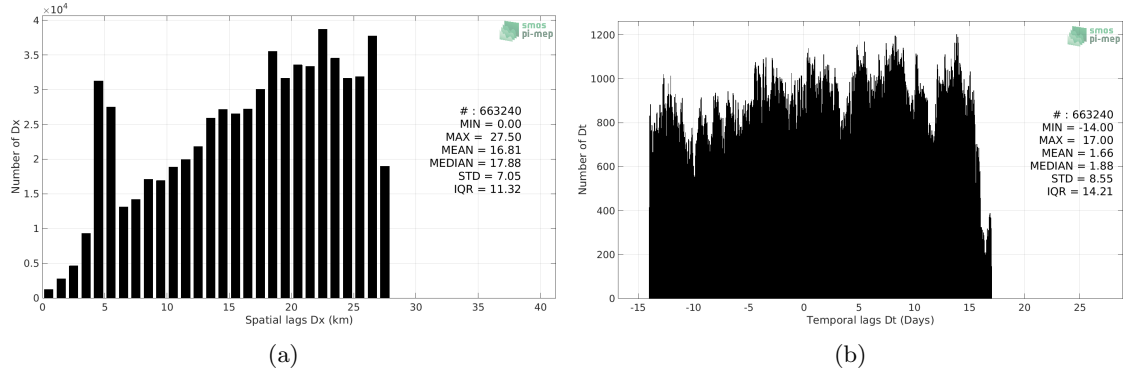 4 ×10⁴
3.5
3
2.5
2
1.5
1
0.5
0
0 5 10 15 20 25 30 35 40
Number of Dx
Spatial lags Dx (km)
smos
pi-mep
# : 663240
MIN = 0.00
MAX = 27.50
MEAN = 16.81
MEDIAN = 17.88
STD = 7.05
IQR = 11.32
(a)
1200
1000
800
600
400
200
0
-15 -10 -5 0 5 10 15 20 25
Number of Dt
Temporal lags Dt (Days)
smos
pi-mep
# : 663240
MIN = -14.00
MAX = 17.00
MEAN = 1.66
MEDIAN = 1.88
STD = 8.55
IQR = 14.21
(b)